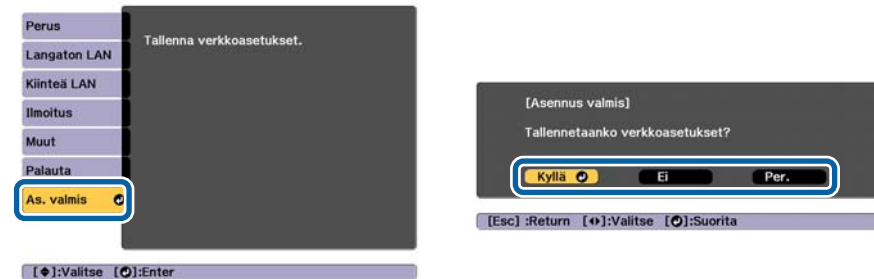 Perus
Langaton LAN
Kiinteä LAN
Ilmoitus
Muut
Palauta
As. valmis
Tallenna verkkoasetukset.
[ ]:Valitse [ ]:Enter
[Asennus valmis]
Tallennetaanko verkkoasetukset?
Kyllä Ei Per.
[Esc] :Return [ ]:Valitse [ ]:Suorita